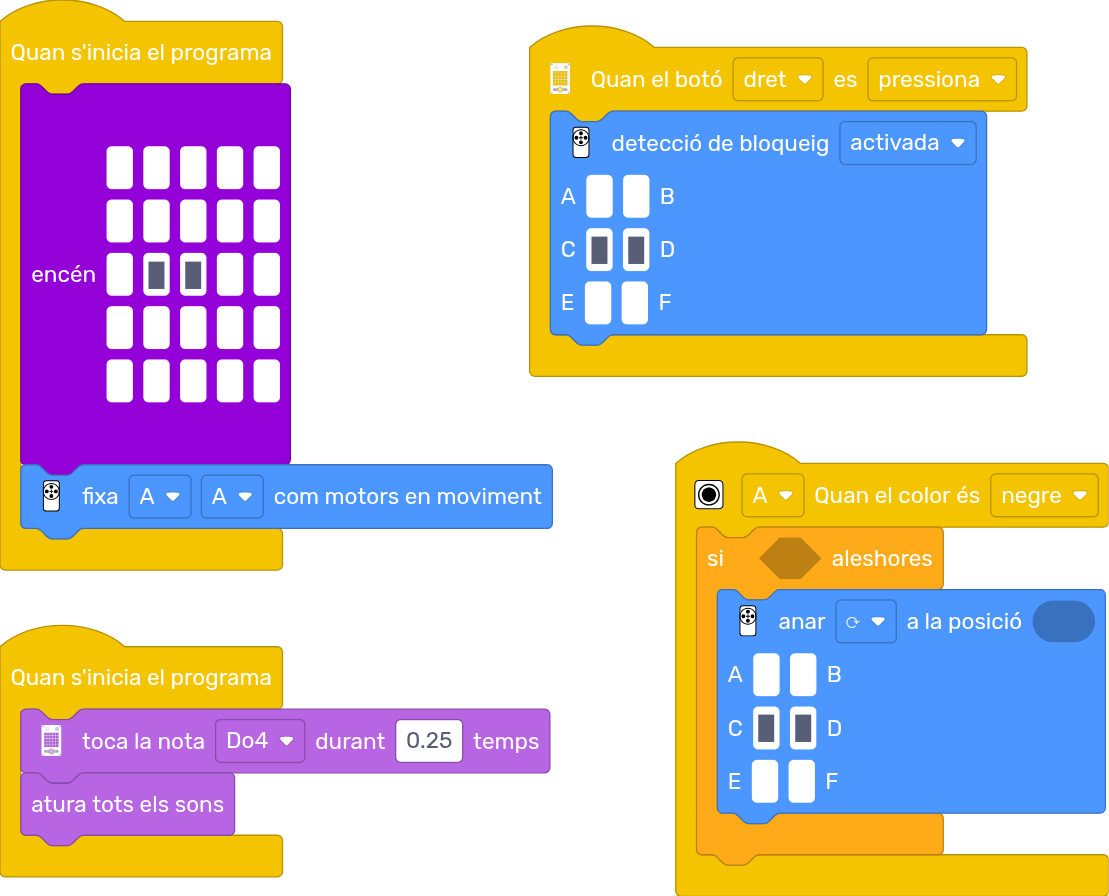 Quan s'inicia el programa
encén
fixa A A com motors en moviment
Quan s'inicia el programa
toca la nota Do4 durant 0.25 temps
atura tots els sons
Quan el botó dret es pressiona
detecció de bloqueig activada
A B
C D
E F
A Quan el color és negre
si aleshores
anar ⟳ a la posició
A B
C D
E F